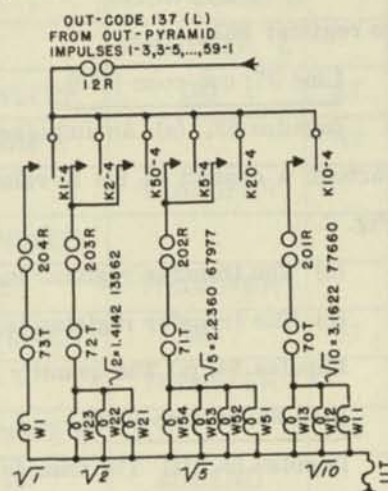 OUT-CODE 137 (L)
FROM OUT-PYRAMID
IMPULSES 1-3,3-5,...,59-1
12R
K1-4
K2-4
K50-4
K5-4
K20-4
K10-4
204R
203R
202R
201R
√2=1.4142 13562
√5=2.2360 67977
√10=3.1622 77660
73T
72T
71T
70T
W1
W23
W22
W21
W54
W53
W52
W51
W13
W12
W11
√1
√2
√5
√10